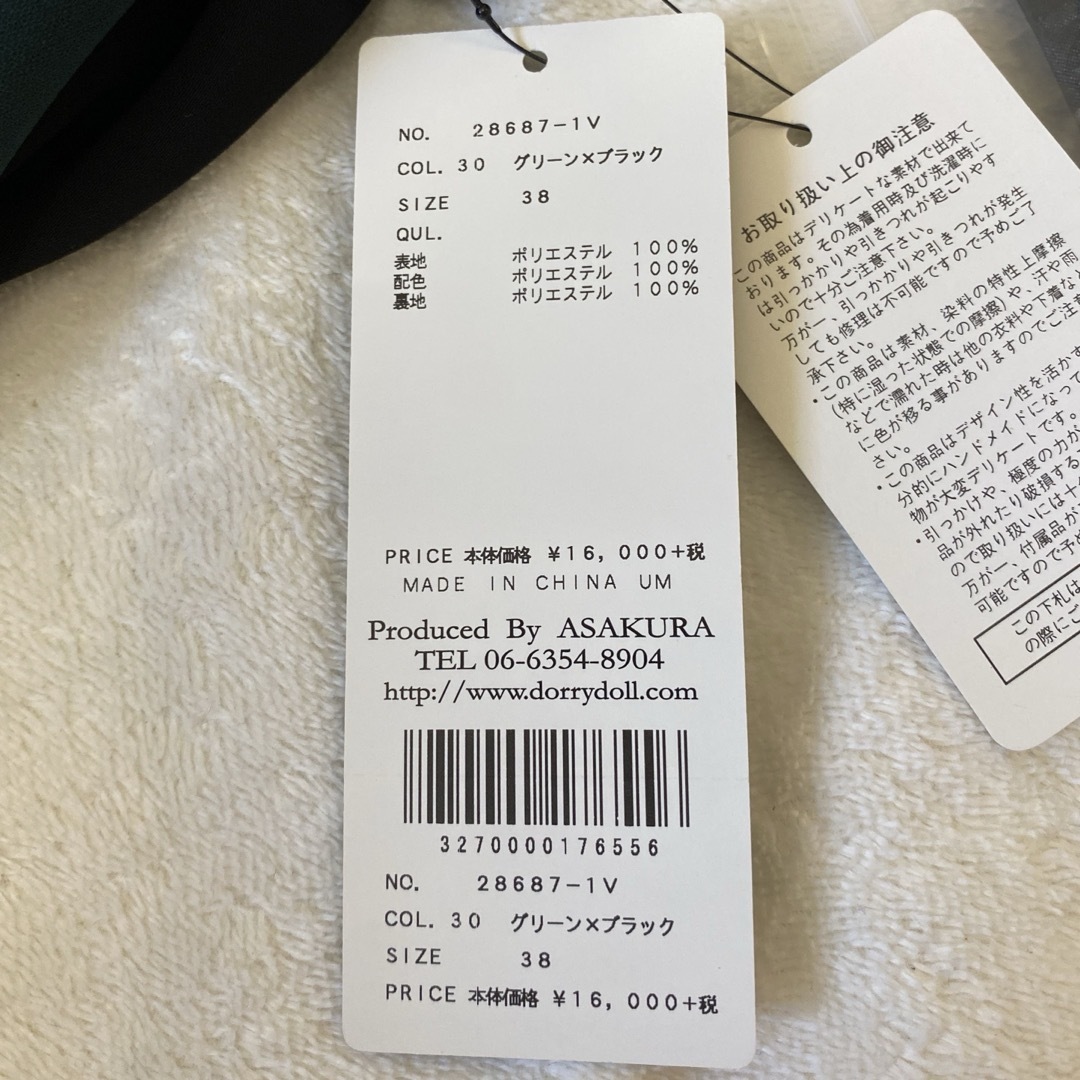 NO. 28687-1V
COL. 30 グリーン×ブラック
SIZE 38
QUL.
表地 ポリエステル 100%
配色 ポリエステル 100%
裏地 ポリエステル 100%
PRICE 本体価格 ¥16,000+税
MADE IN CHINA UM
Produced By ASAKURA
TEL 06-6354-8904
http://www.dorrydoll.com
3270000176556
NO. 28687-1V
COL. 30 グリーン×ブラック
SIZE 38
PRICE 本体価格 ¥16,000+税
お取り扱い上の御注意
この商品はデリケートな素材で出来て
おります。その為着用時及び洗濯時に
は引っかかりや引きつれが起こりやす
いので十分ご注意下さい。
万が一、引っかかりや引きつれが発生
しても修理は不可能ですので予めご了
承下さい。
・この商品は素材、染料の特性上摩擦
(特に湿った状態での摩擦)や、汗や雨
などで濡れた時は他の衣料や下着な
に色が移る事がありますのでご注意
さい。
・この商品はデザイン性を活かす
分的にハンドメイドになって
物が大変デリケートです。
・引っかけや、極度の力が
品が外れたり破損する
ので取り扱いには十
万が一、付属品が
可能ですので予め
この下札は
の際にご